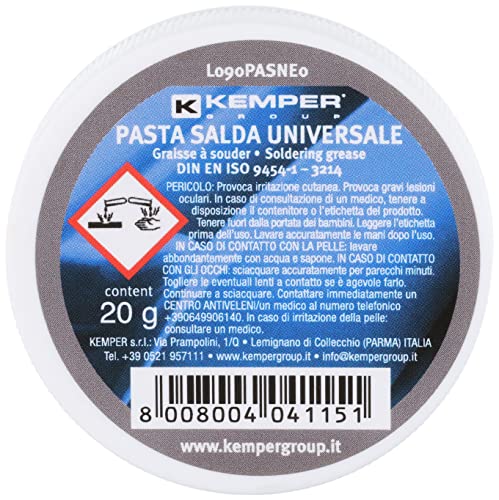 L090PASNE0
K KEMPER®
GROUP
PASTA SALDA UNIVERSALE
Graisse à souder • Soldering grease
DIN EN ISO 9454-1 – 3214
PERICOLO: Provoca irritazione cutanea. Provoca gravi lesioni
oculari. In caso di consultazione di un medico, tenere a
disposizione il contenitore o l'etichetta del prodotto.
Tenere fuori dalla portata dei bambini. Leggere l'etichetta
prima dell'uso. Lavare accuratamente le mani dopo l'uso.
IN CASO DI CONTATTO CON LA PELLE: lavare
abbondantemente con acqua e sapone. IN CASO DI CONTATTO
CON GLI OCCHI: sciacquare accuratamente per parecchi minuti.
Togliere le eventuali lenti a contatto se è agevole farlo.
Continuare a sciacquare. Contattare immediatamente un
CENTRO ANTIVELENI/un medico al numero telefonico
+390649906140. In caso di irritazione della pelle:
consultare un medico.
content
20 g
KEMPER s.r.l.: Via Prampolini, 1/Q • Lemignano di Collecchio (PARMA) ITALIA
Tel. +39 0521 957111 • www.kempergroup.it • info@kempergroup.it
8 008004 041151
www.kempergroup.it